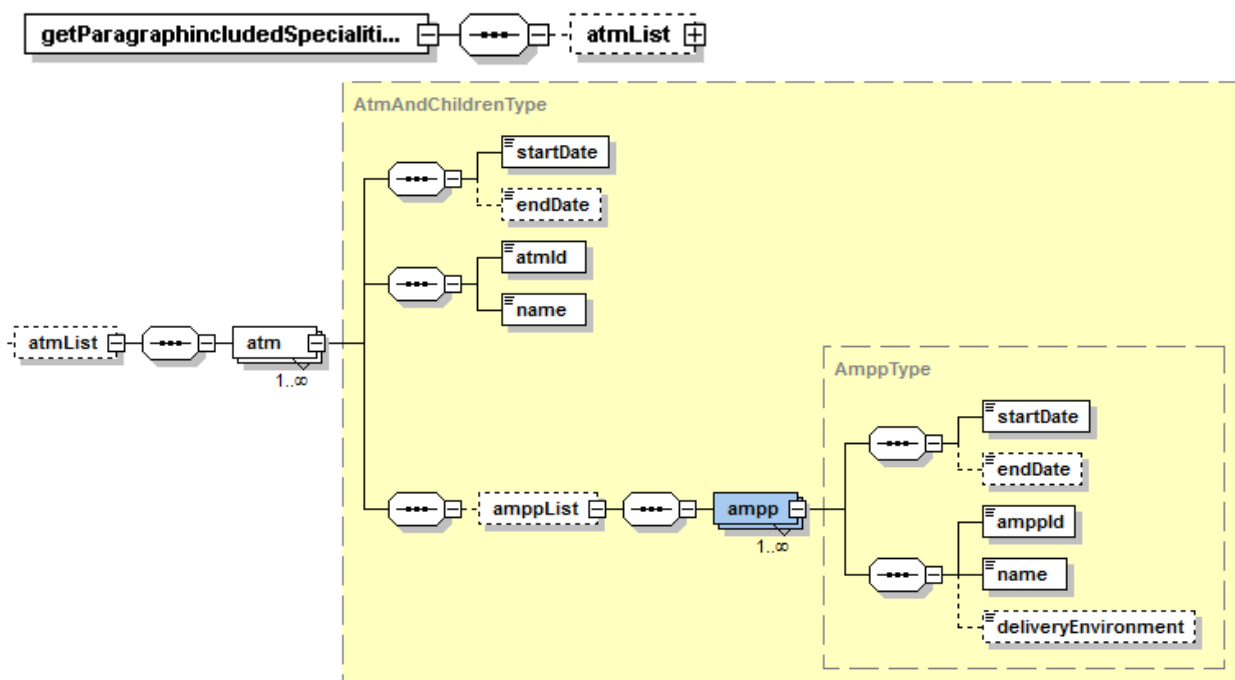 getParagraphincludedSpecialiti...
atmList
AtmAndChildrenType
startDate
endDate
atmId
name
atmList
atm
1..∞
AmppType
startDate
endDate
amppList
ampp
1..∞
amppId
name
deliveryEnvironment